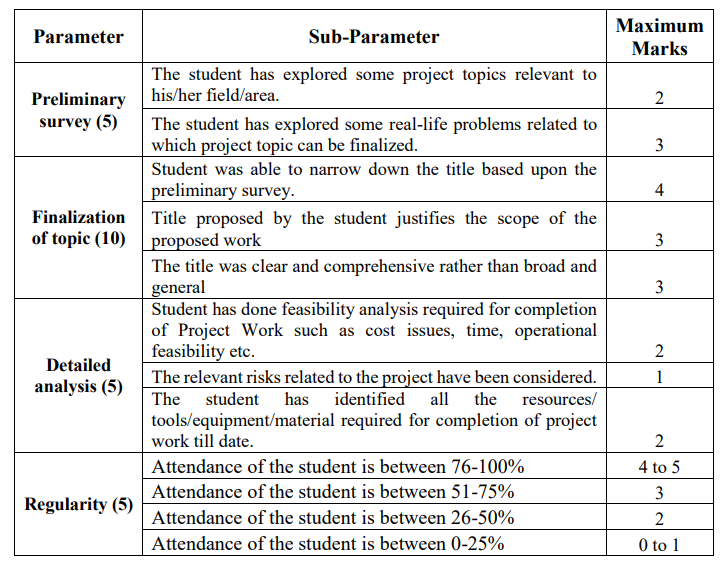 Parameter
Sub-Parameter
Maximum
Marks
Preliminary
survey (5)
The student has explored some project topics relevant to
his/her field/area.
2
The student has explored some real-life problems related to
which project topic can be finalized.
3
Finalization
of topic (10)
Student was able to narrow down the title based upon the
preliminary survey.
4
Title proposed by the student justifies the scope of the
proposed work
3
The title was clear and comprehensive rather than broad and
general
3
Detailed
analysis (5)
Student has done feasibility analysis required for completion
of Project Work such as cost issues, time, operational
feasibility etc.
2
The relevant risks related to the project have been considered.
1
The student has identified all the resources/
tools/equipment/material required for completion of project
work till date.
2
Regularity (5)
Attendance of the student is between 76-100%
4 to 5
Attendance of the student is between 51-75%
3
Attendance of the student is between 26-50%
2
Attendance of the student is between 0-25%
0 to 1